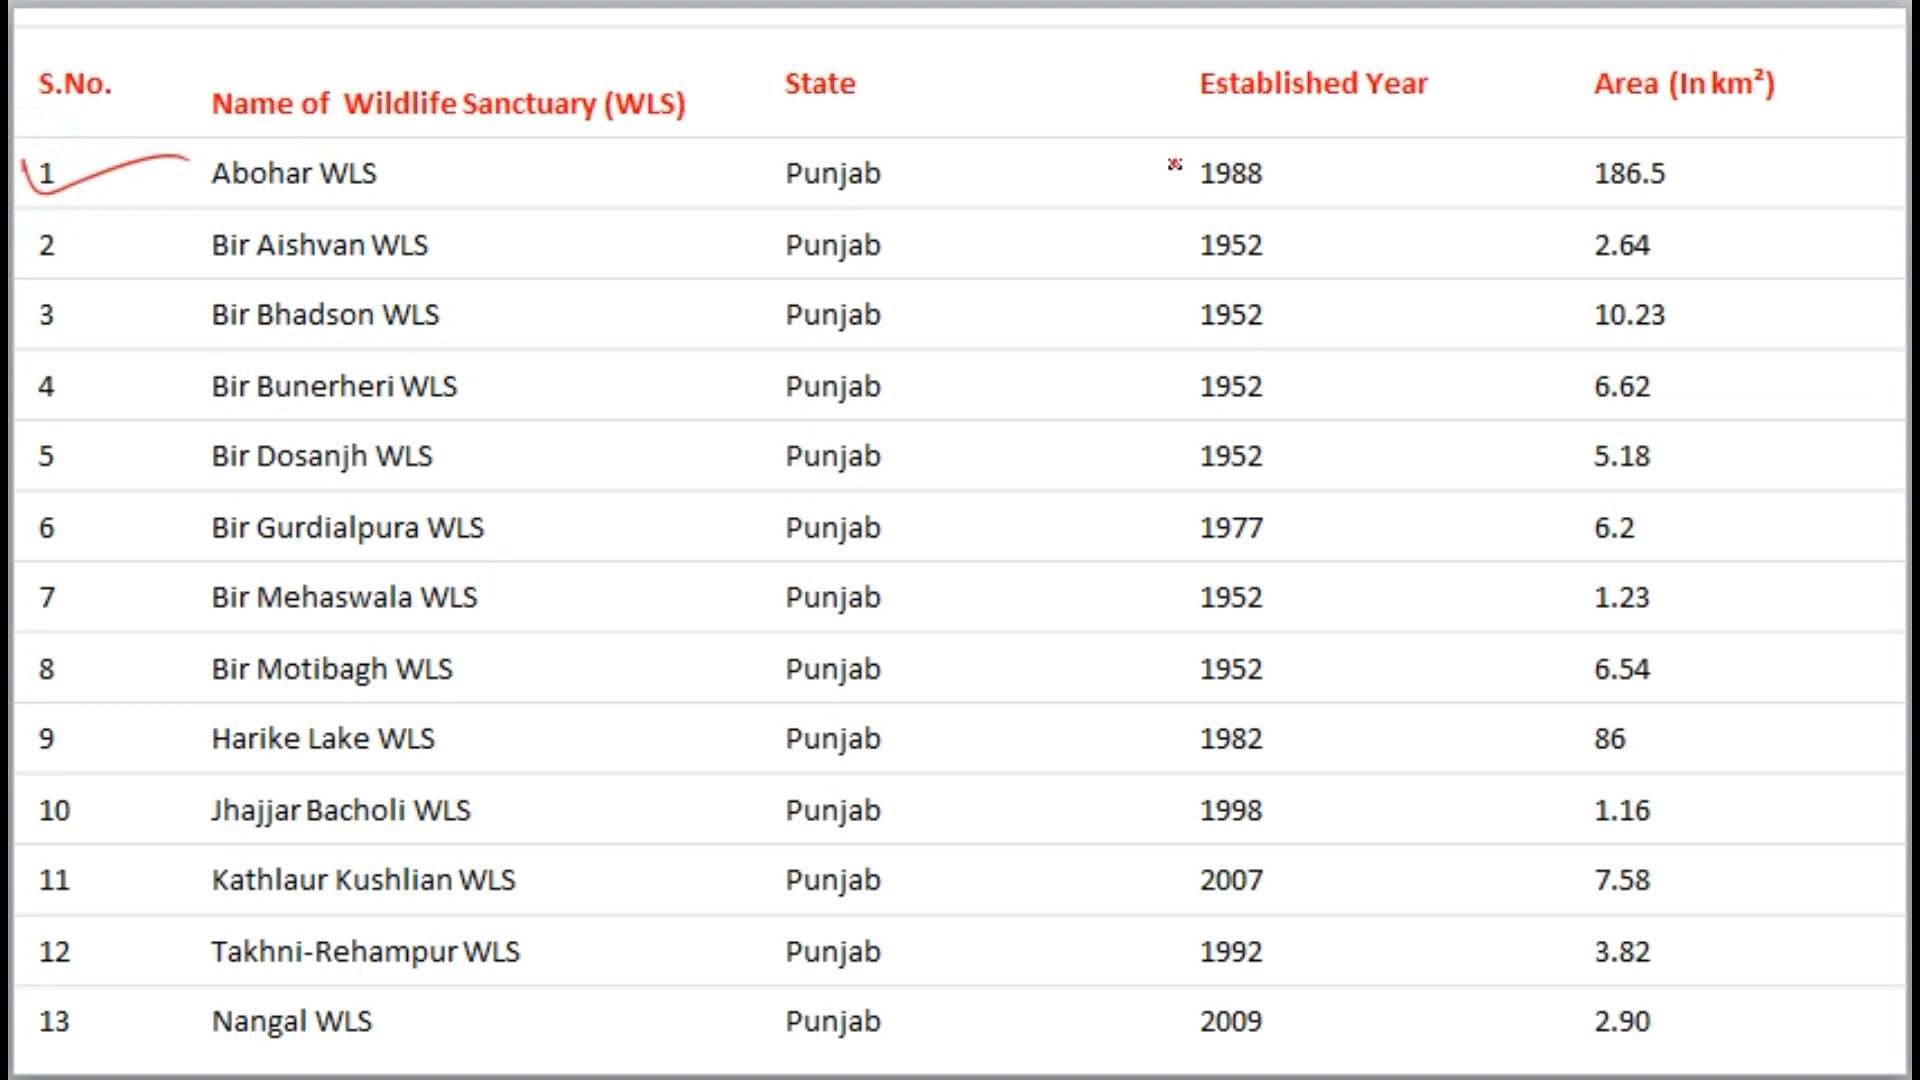 S.No. Name of Wildlife Sanctuary (WLS) State Established Year Area (In km²)
1 Abohar WLS Punjab 1988 186.5
2 Bir Aishvan WLS Punjab 1952 2.64
3 Bir Bhadson WLS Punjab 1952 10.23
4 Bir Bunerheri WLS Punjab 1952 6.62
5 Bir Dosanjh WLS Punjab 1952 5.18
6 Bir Gurdialpura WLS Punjab 1977 6.2
7 Bir Mehaswala WLS Punjab 1952 1.23
8 Bir Motibagh WLS Punjab 1952 6.54
9 Harike Lake WLS Punjab 1982 86
10 Jhajjar Bacholi WLS Punjab 1998 1.16
11 Kathlaur Kushlian WLS Punjab 2007 7.58
12 Takhni-Rehampur WLS Punjab 1992 3.82
13 Nangal WLS Punjab 2009 2.90